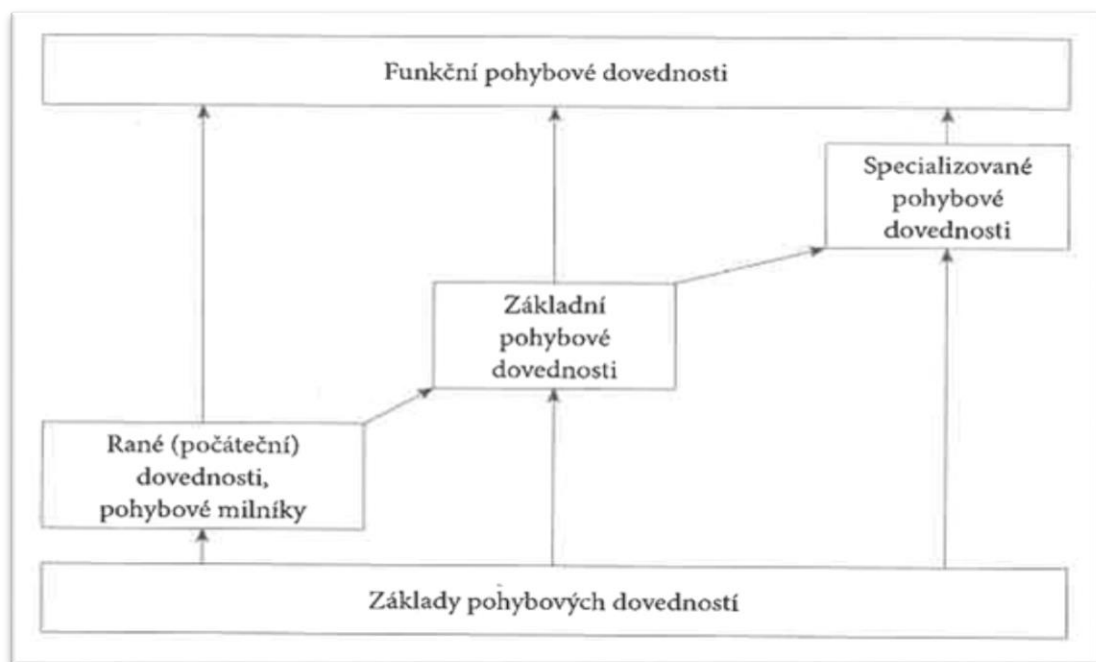 Funkční pohybové dovednosti
Specializované
pohybové
dovednosti
Základní
pohybové
dovednosti
Rané (počáteční)
dovednosti,
pohybové milníky
Základy pohybových dovedností